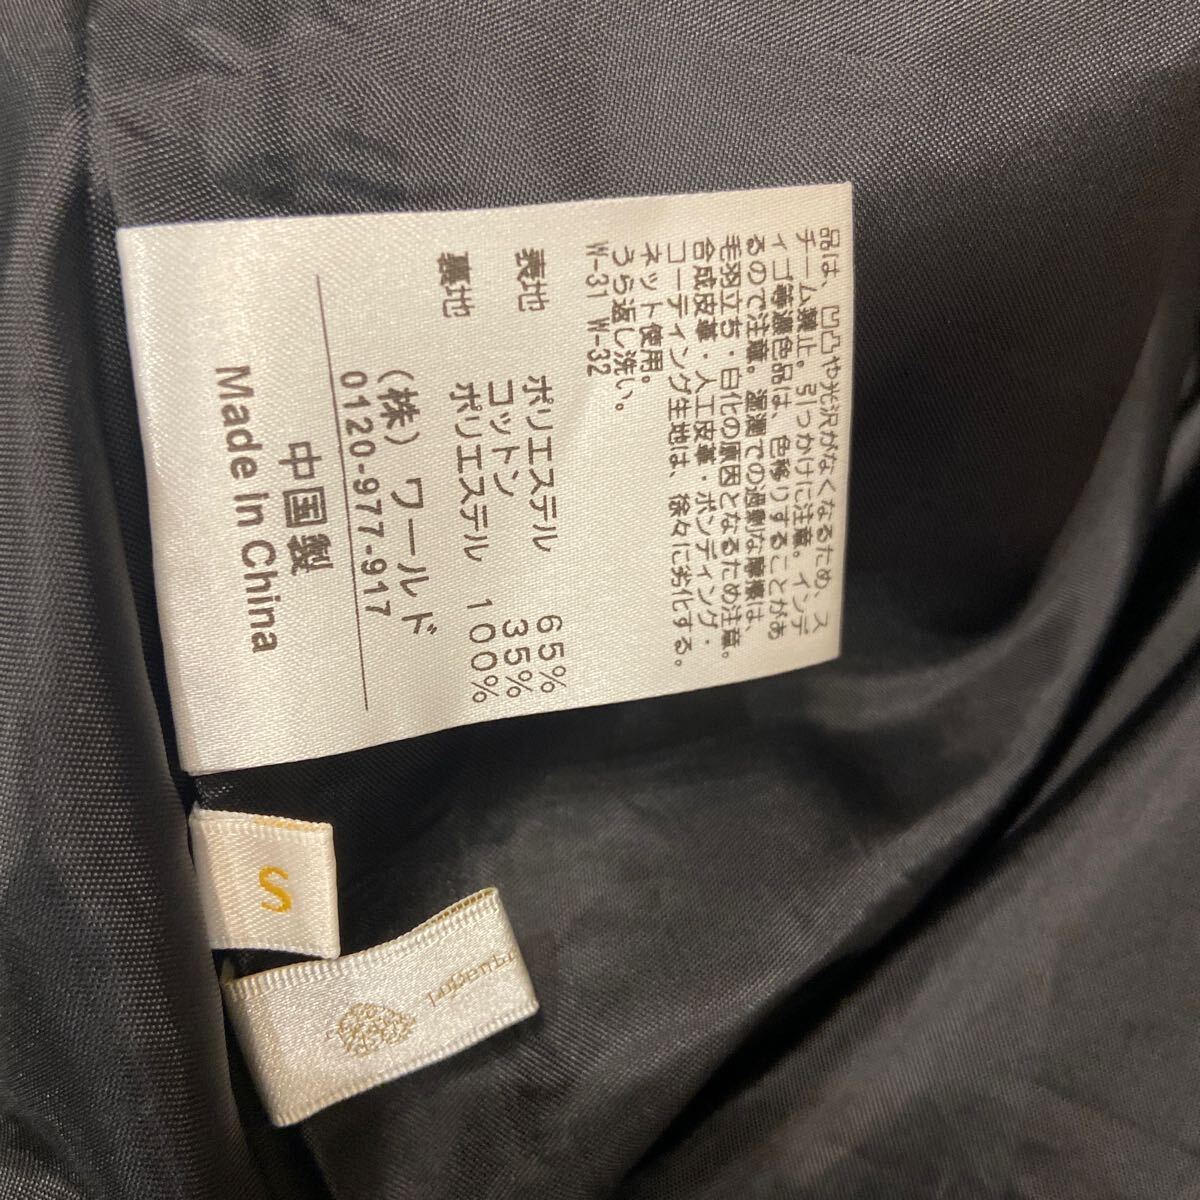 品は、凹凸や光沢がなくなるため、ス
チーム禁止。引っかけに注意。インデ
ィゴ等濃色品は、色移りすることがあ
るので注意。連鎖での過剰な摩擦は、
毛羽立ち・白化の原因となるため注意。
合成皮革・人工皮革・ボンディング・
コーティング生地は、徐々に劣化する。
ネット使用。
うら返し洗い。
W-31 W-32
表地 ポリエステル 65%
コットン 35%
裏地 ポリエステル 100%
(株)ワールド
0120-977-917
中国製
Made In China
S